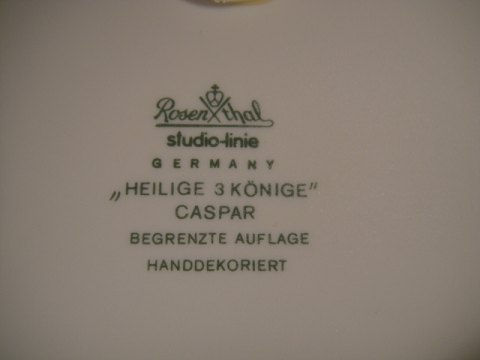 Rosenthal
studio-linie
GERMANY
„HEILIGE 3 KÖNIGE"
CASPAR
BEGRENZTE AUFLAGE
HANDDEKORIERT